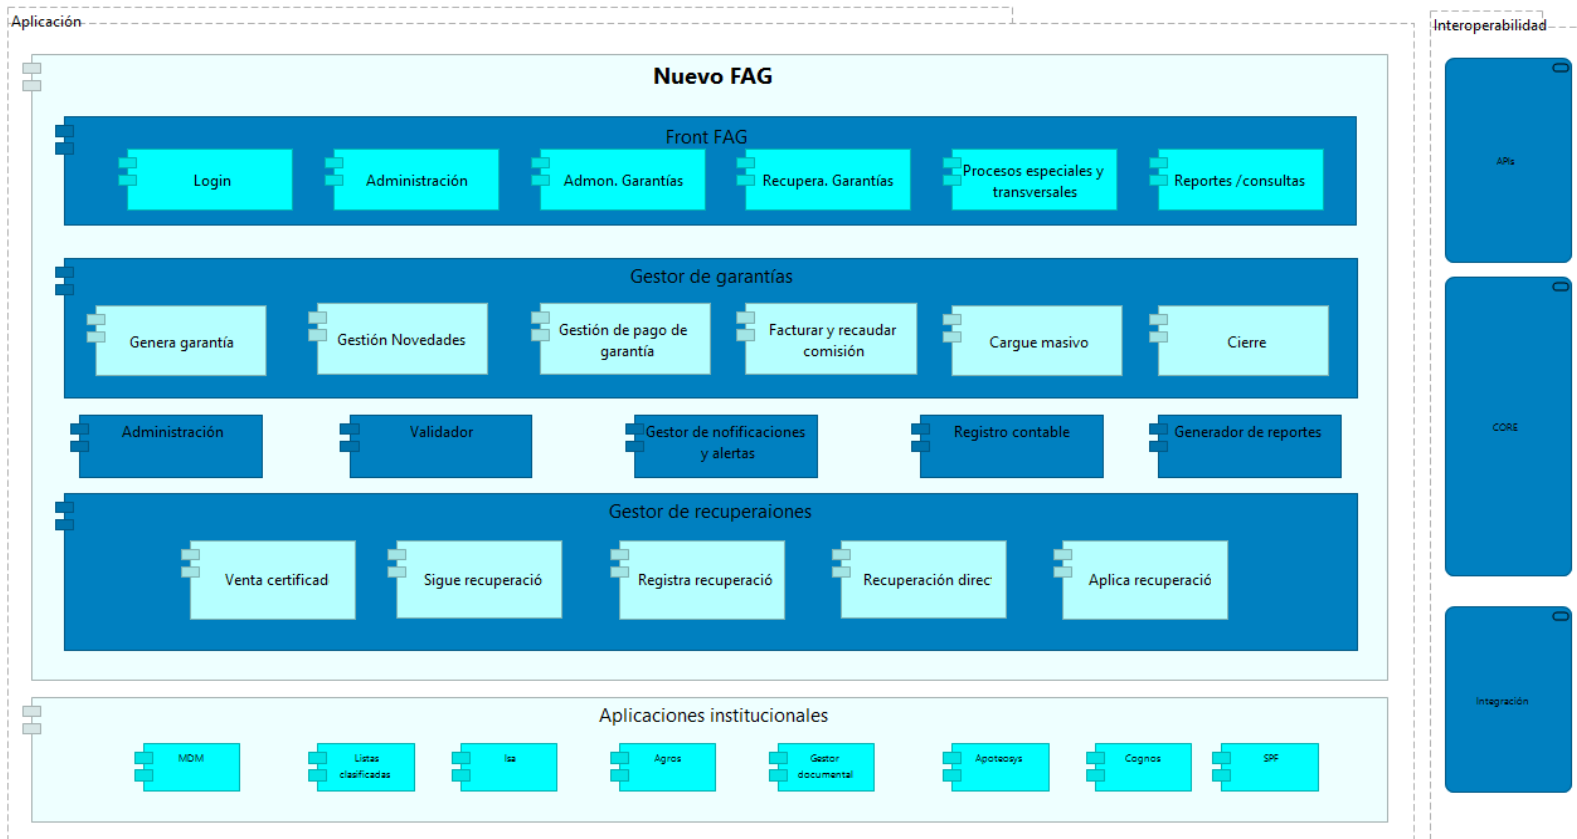 Aplicación
Interoperabilidad
Nuevo FAG
Front FAG
Login
Administración
Admon. Garantías
Recupera. Garantías
Procesos especiales y
transversales
Reportes /consultas
APIs
Gestor de garantías
Genera garantía
Gestión Novedades
Gestión de pago de
garantía
Facturar y recaudar
comisión
Cargue masivo
Cierre
Administración
Validador
Gestor de nofificaciones
y alertas
Registro contable
Generador de reportes
CORE
Gestor de recuperaiones
Venta certificad
Sigue recuperació
Registra recuperació
Recuperación direc
Aplica recuperació
Integración
Aplicaciones institucionales
MDM
Listas
clasificadas
Isa
Agros
Gestor
documental
Apoteosys
Cognos
SPF